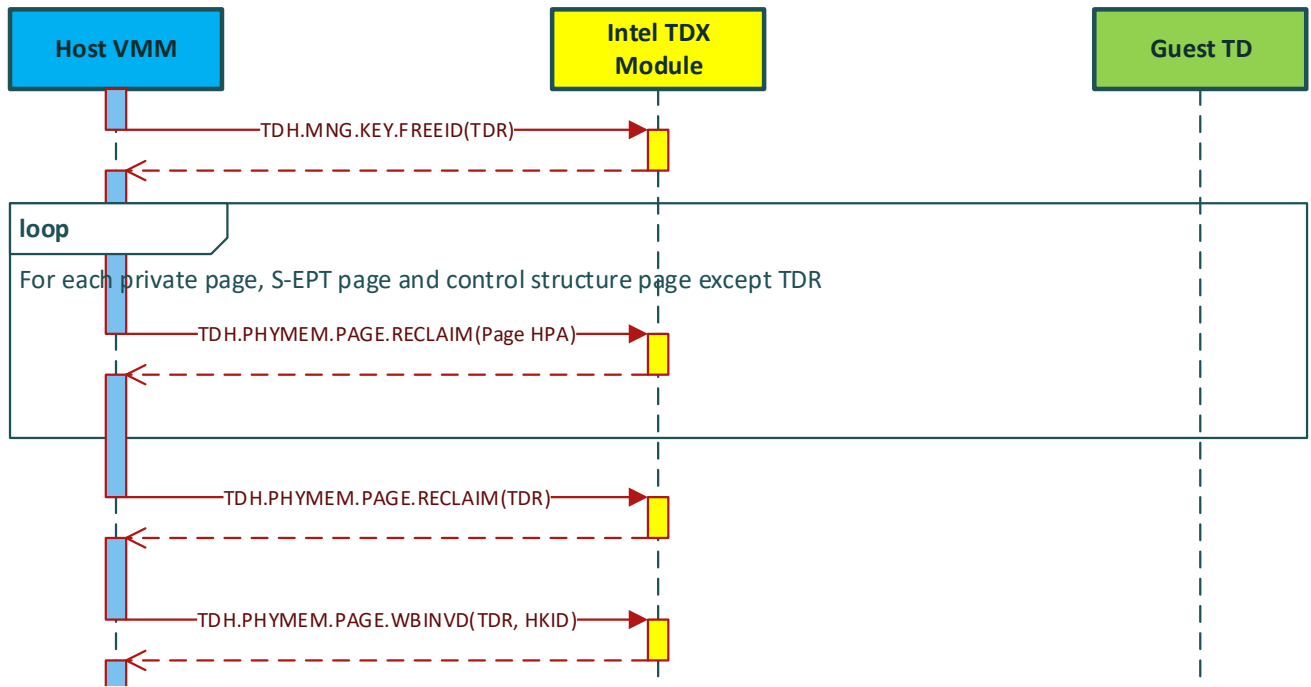 Host VMM
Intel TDX
Module
Guest TD
TDH.MNG.KEY.FREEID(TDR)
loop
For each private page, S-EPT page and control structure page except TDR
TDH.PHYMEM.PAGE.RECLAIM(Page HPA)
TDH.PHYMEM.PAGE.RECLAIM(TDR)
TDH.PHYMEM.PAGE.WBINVD(TDR, HKID)